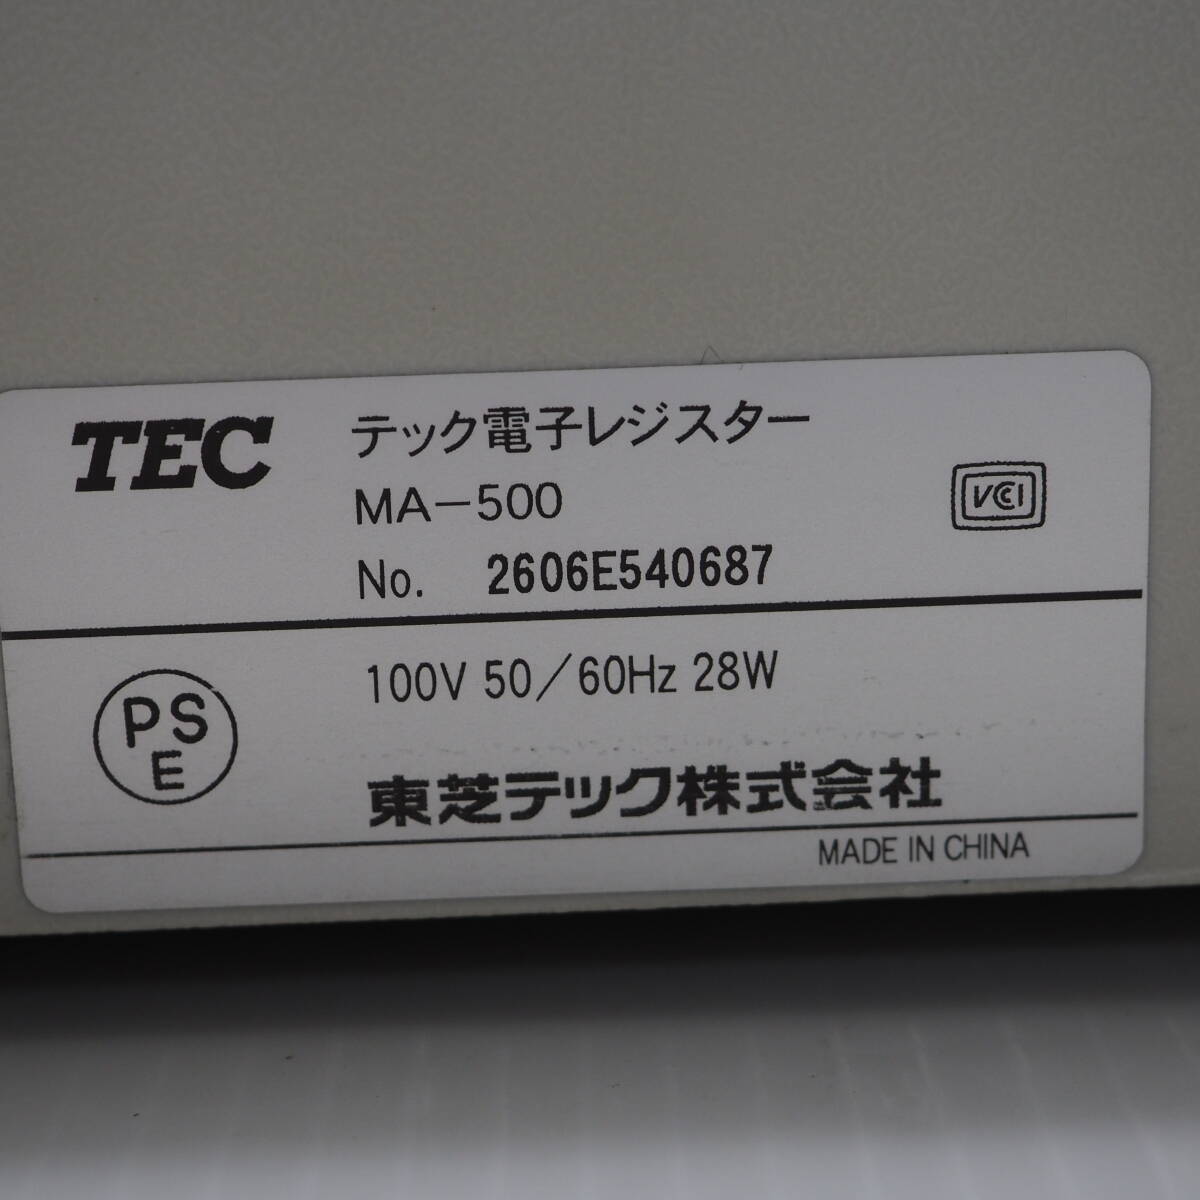 TEC
テック電子レジスター
MA-500
VCCI
No. 2606E540687
PS
E
100V 50/60Hz 28W
東芝テック株式会社
MADE IN CHINA